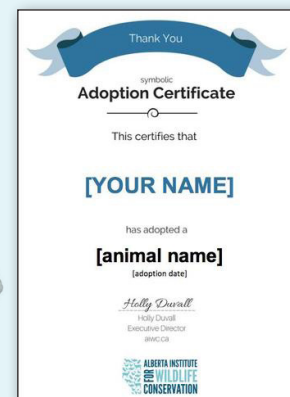 Thank You
symbolic
Adoption Certificate
This certifies that
[YOUR NAME]
has adopted a
[animal name]
[adoption date]
Holly Duvall
Holly Duvall
Executive Director
aiwc.ca
ALBERTA INSTITUTE
FOR WILDLIFE
CONSERVATION